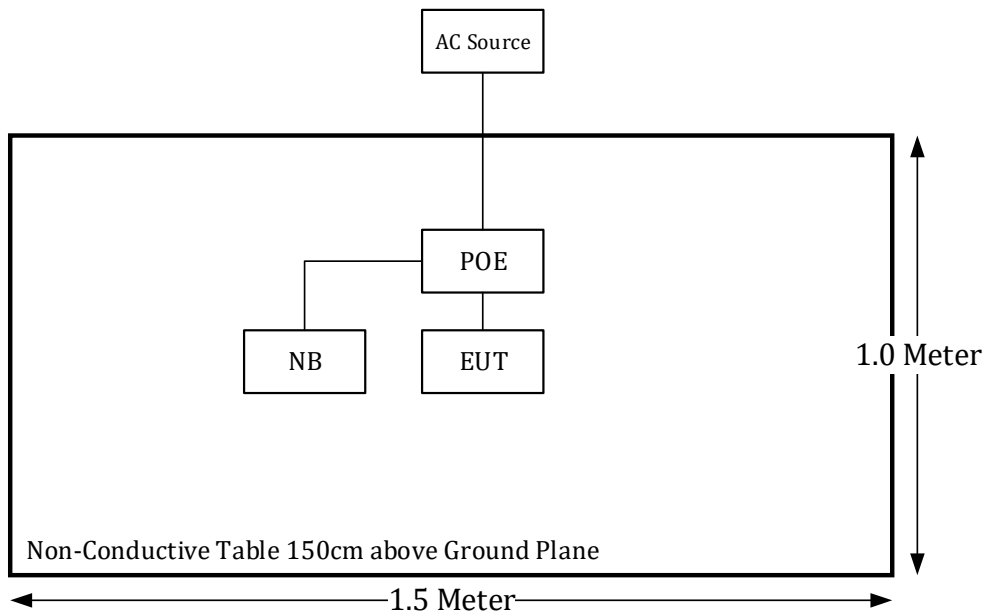 AC Source
POE
NB
EUT
1.0 Meter
Non-Conductive Table 150cm above Ground Plane
1.5 Meter